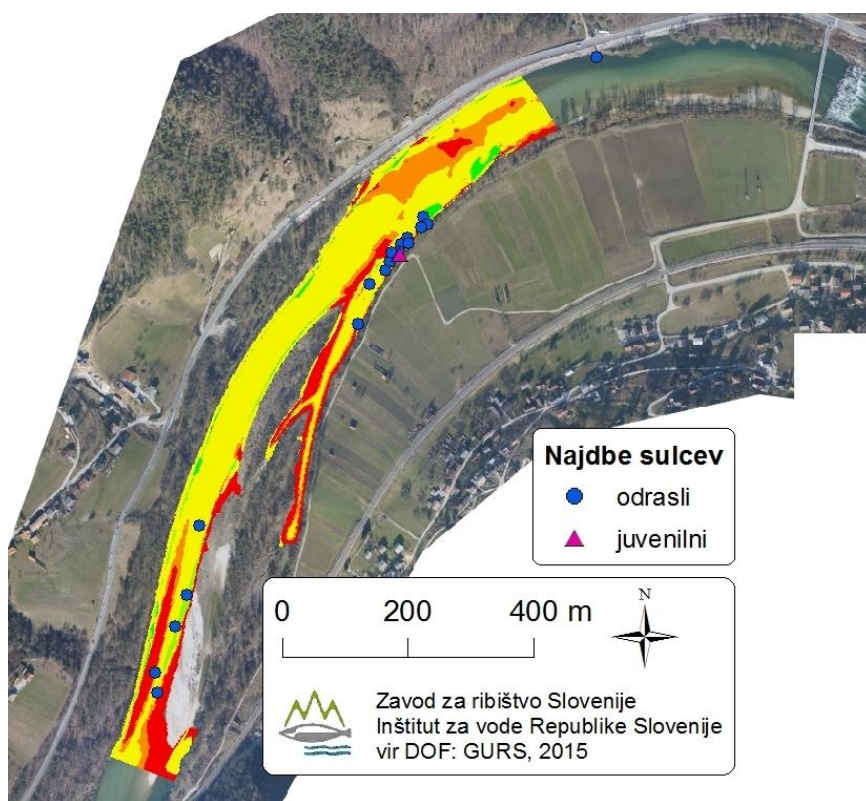 Najdbe sulcev
odrasli
juvenilni
0 200 400 m
N
Zavod za ribištvo Slovenije
Inštitut za vode Republike Slovenije
vir DOF: GURS, 2015